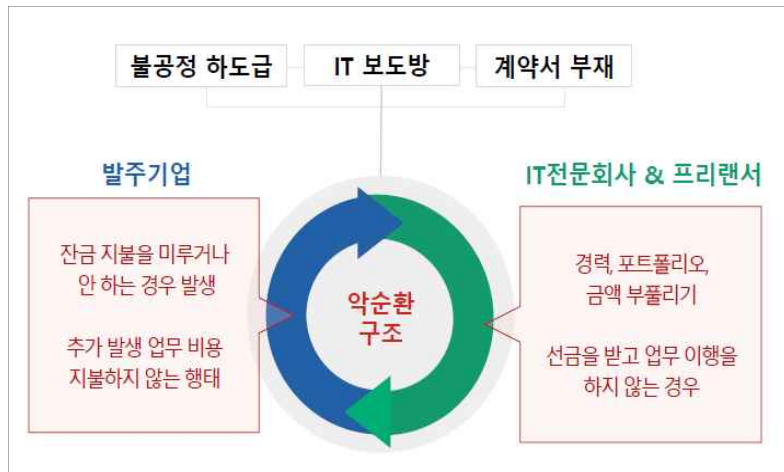 불공정 하도급
IT 보도방
계약서 부재
발주기업
IT전문회사 & 프리랜서
잔금 지불을 미루거나
안 하는 경우 발생
추가 발생 업무 비용
지불하지 않는 행태
악순환
구조
경력, 포트폴리오,
금액 부풀리기
선금을 받고 업무 이행을
하지 않는 경우